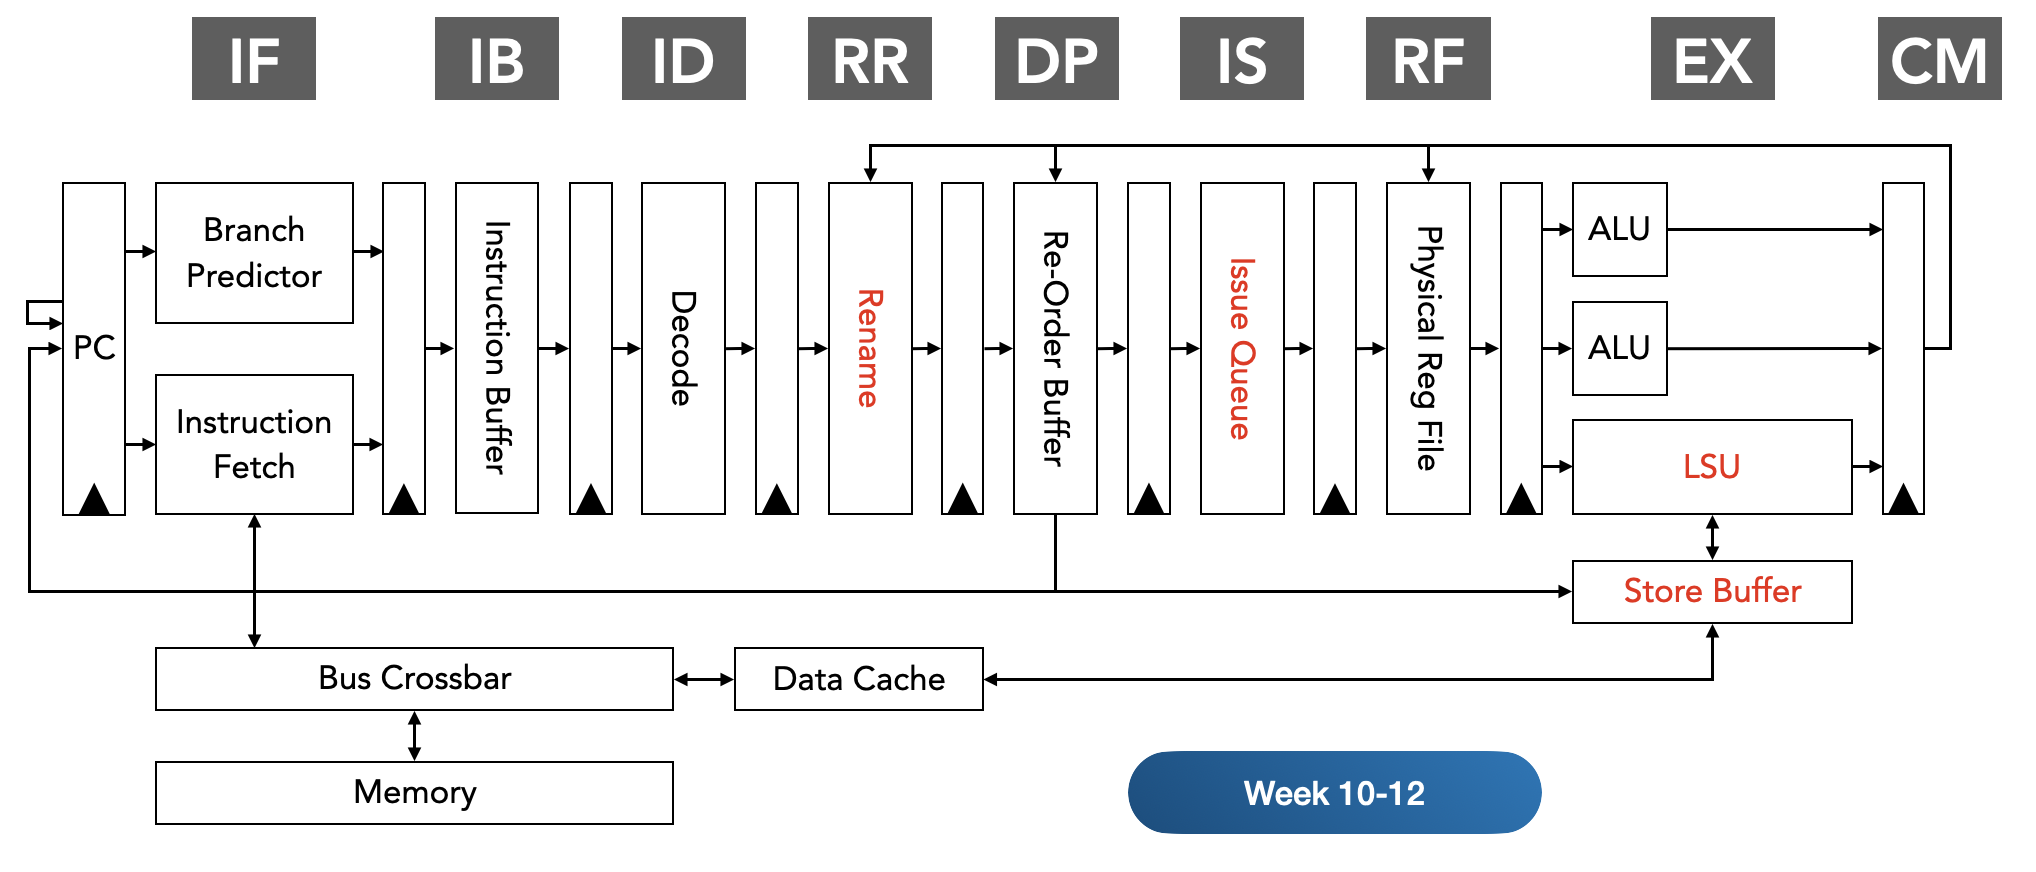 IF
IB
ID
RR
DP
IS
RF
EX
CM
PC
Branch
Predictor
Instruction
Fetch
Instruction Buffer
Decode
Rename
Re-Order Buffer
Issue Queue
Physical Reg File
ALU
ALU
LSU
Store Buffer
Bus Crossbar
Data Cache
Memory
Week 10-12